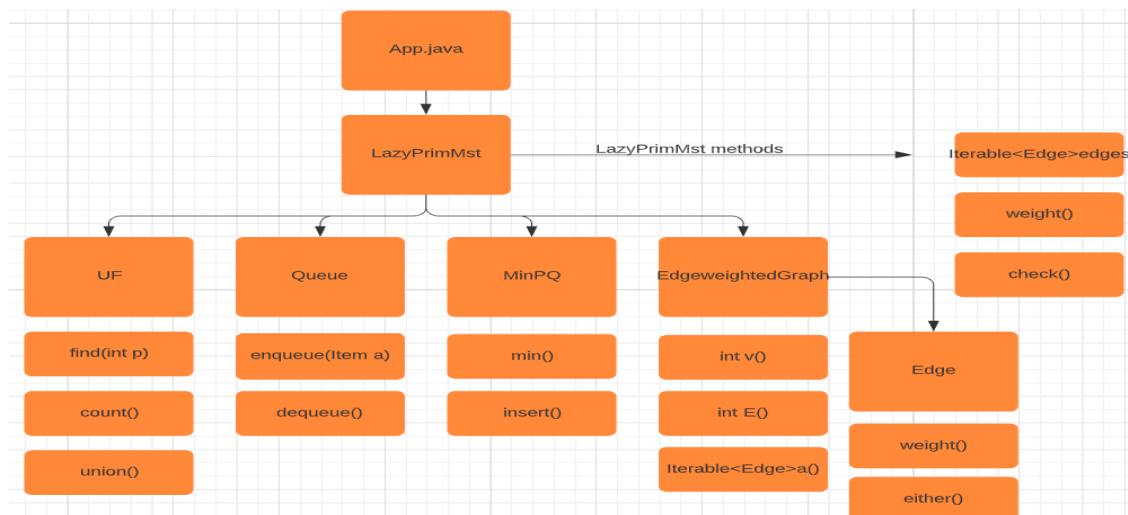 App.java
LazyPrimMst
LazyPrimMst methods
Iterable<Edge>edges
weight()
check()
UF
find(int p)
count()
union()
Queue
enqueue(Item a)
dequeue()
MinPQ
min()
insert()
EdgeweightedGraph
int v()
int E()
Iterable<Edge>a()
Edge
weight()
either()